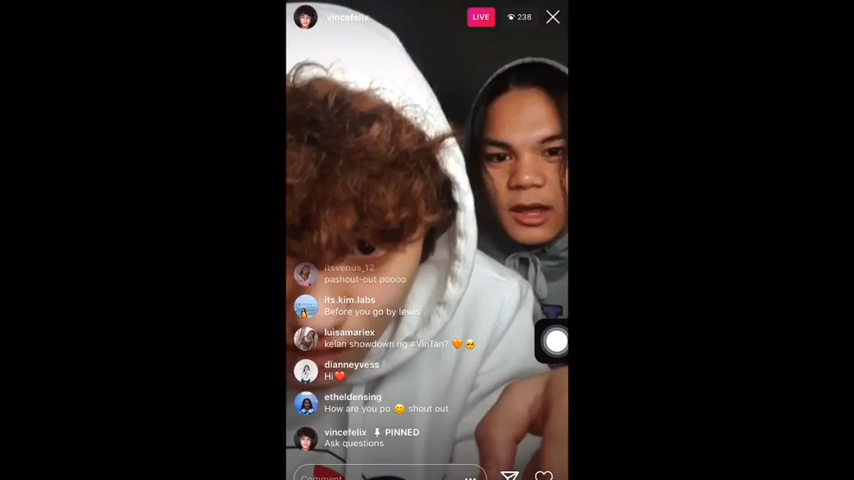 vincefelix
LIVE
238
itsvenus_12
pashout-out poooo
its.kim.labs
Before you go by lewis
luisamariex
kelan showdown ng #VinTan? 🧡🥺
dianneyvess
Hi❤️
etheldensing
How are you po 😊 shout out
vincefelix PINNED
Ask questions
Comment